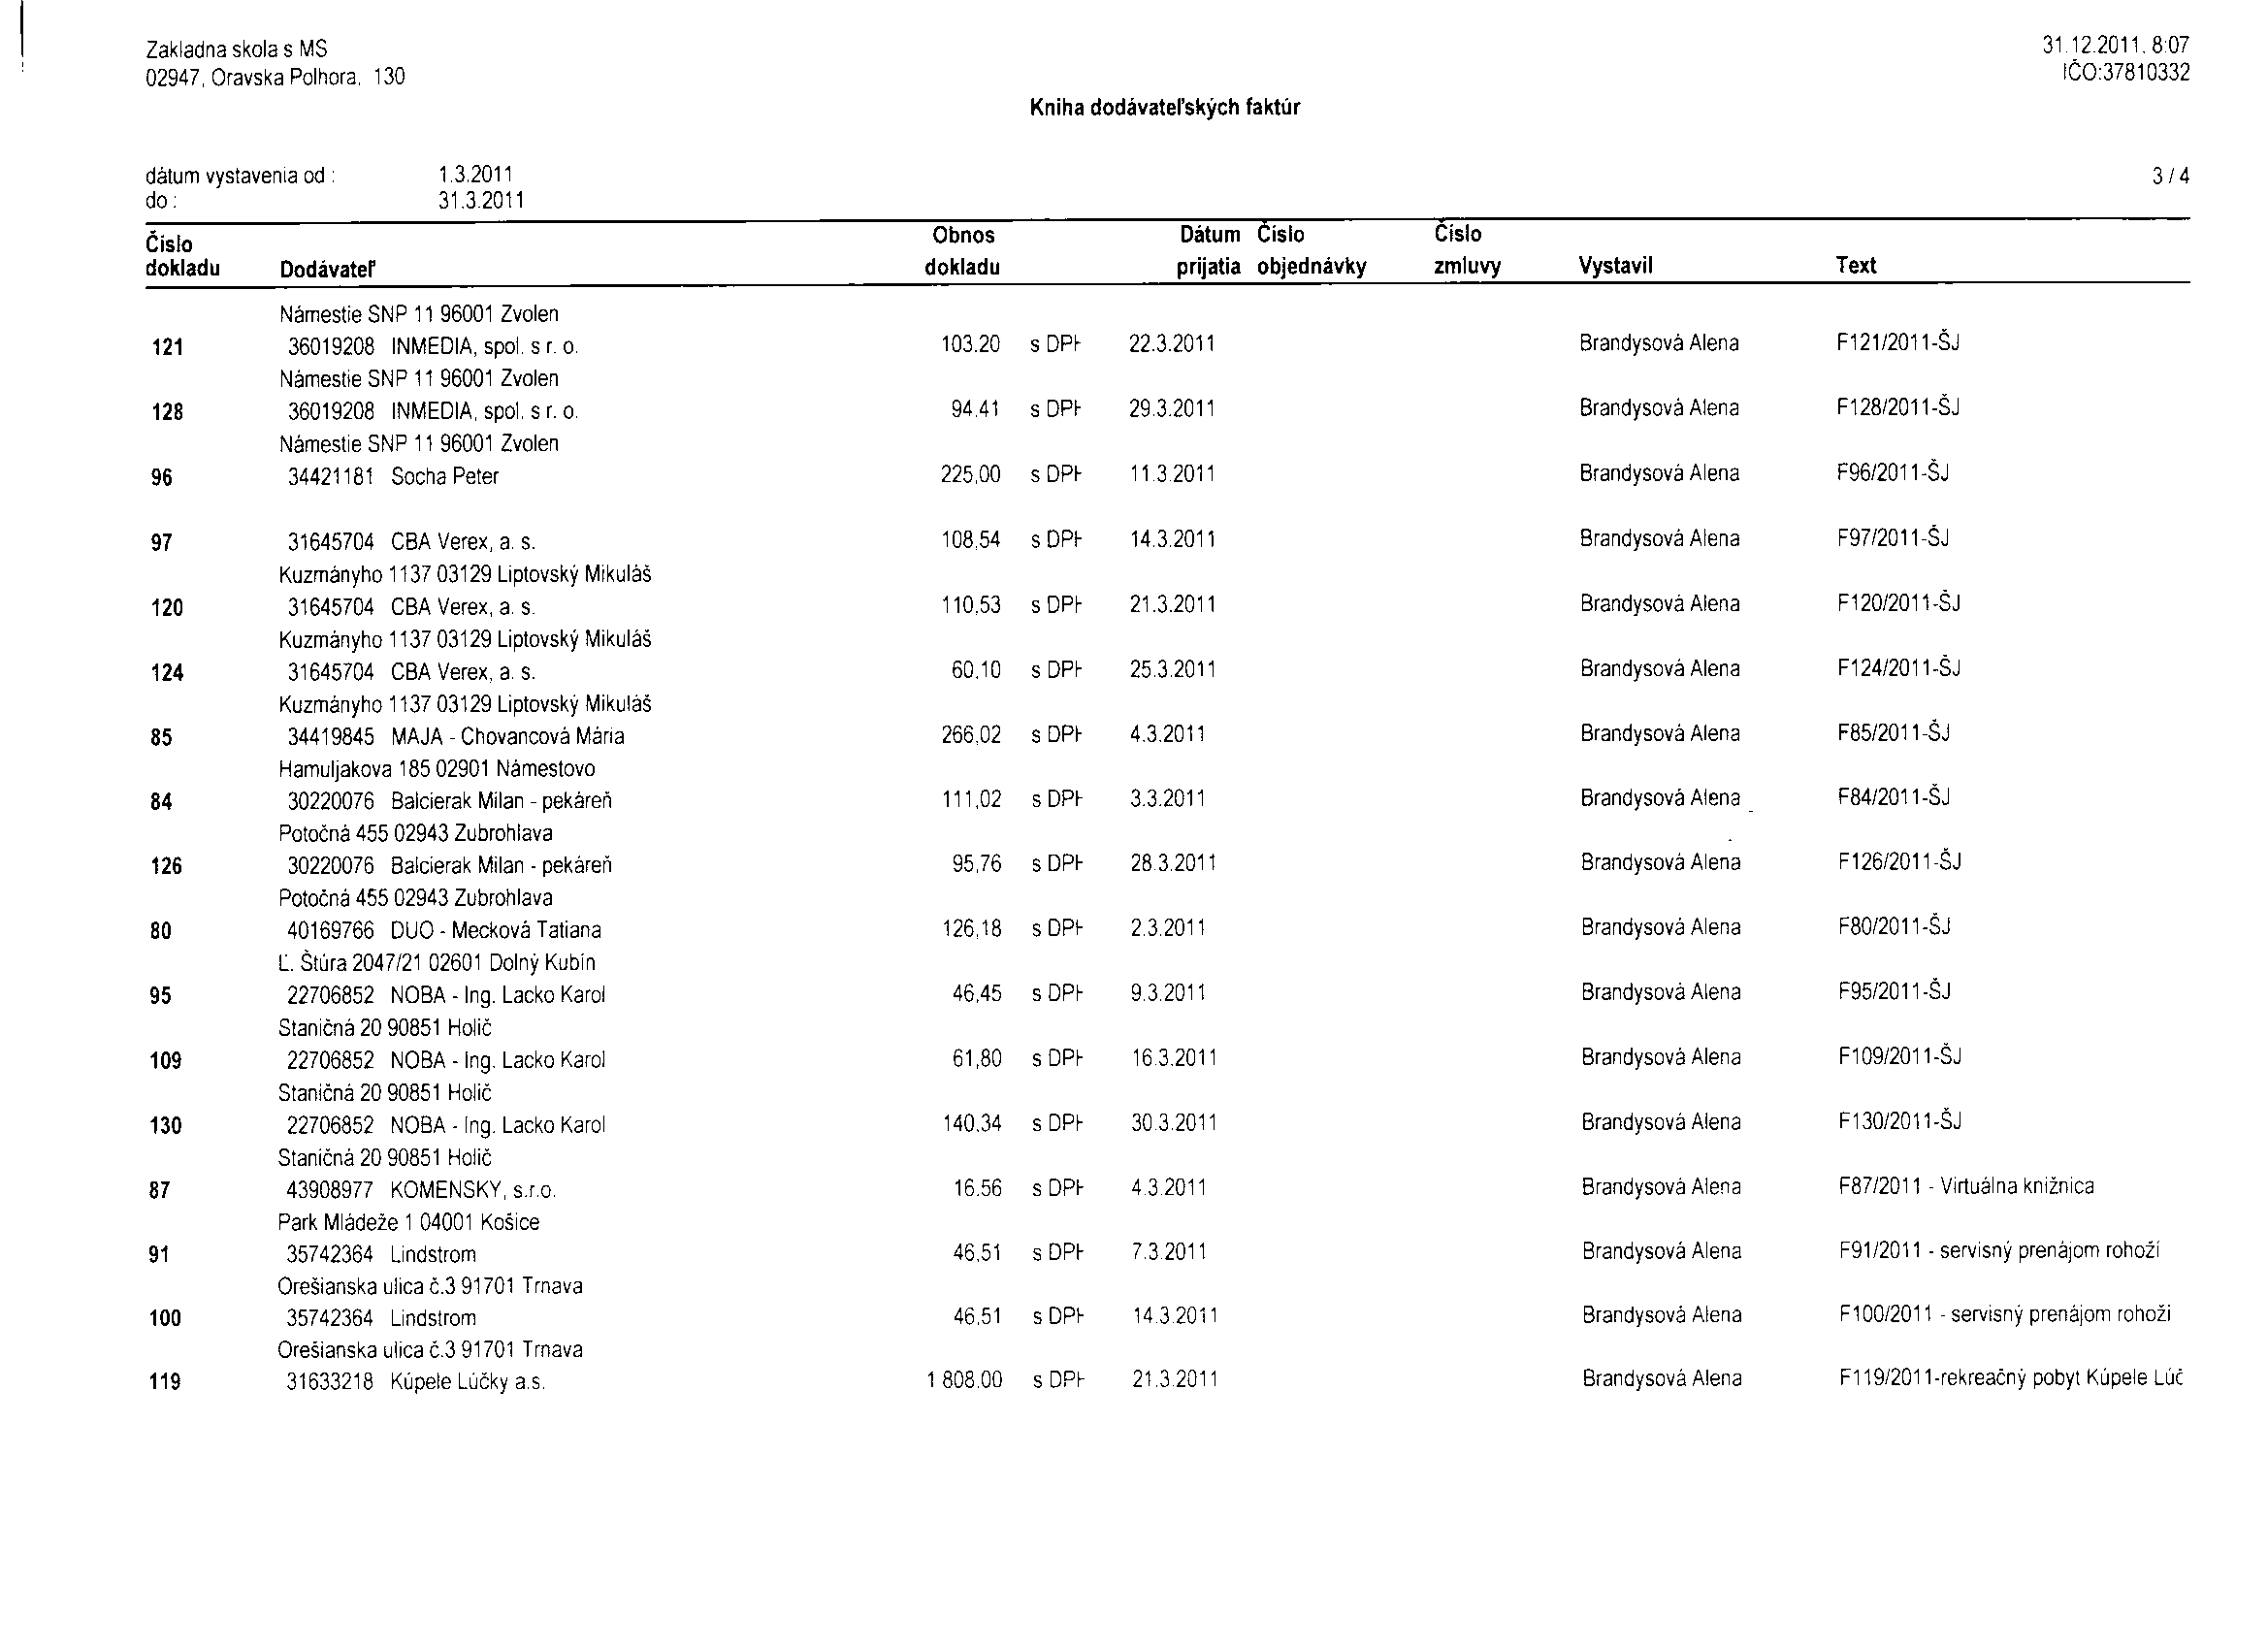 Zakladna skola s MS
31.12.2011, 8:07
02947, Oravska Polhora, 130
IČO:37810332
Kniha dodávateľských faktúr
dátum vystavenia od : 1.3.2011
3 / 4
do : 31.3.2011
Číslo Obnos Dátum Číslo Číslo
dokladu Dodávateľ dokladu prijatia objednávky zmluvy Vystavil Text
Námestie SNP 11 96001 Zvolen
121 36019208 INMEDIA, spol. s r. o. 103.20 s DPH 22.3.2011 Brandysová Alena F121/2011-ŠJ
Námestie SNP 11 96001 Zvolen
128 36019208 INMEDIA, spol. s r. o. 94.41 s DPH 29.3.2011 Brandysová Alena F128/2011-ŠJ
Námestie SNP 11 96001 Zvolen
96 34421181 Socha Peter 225,00 s DPH 11.3.2011 Brandysová Alena F96/2011-ŠJ
97 31645704 CBA Verex, a. s. 108,54 s DPH 14.3.2011 Brandysová Alena F97/2011-ŠJ
Kuzmányho 1137 03129 Liptovský Mikuláš
120 31645704 CBA Verex, a. s. 110,53 s DPH 21.3.2011 Brandysová Alena F120/2011-ŠJ
Kuzmányho 1137 03129 Liptovský Mikuláš
124 31645704 CBA Verex, a. s. 60,10 s DPH 25.3.2011 Brandysová Alena F124/2011-ŠJ
Kuzmányho 1137 03129 Liptovský Mikuláš
85 34419845 MAJA - Chovancová Mária 266,02 s DPH 4.3.2011 Brandysová Alena F85/2011-ŠJ
Hamuljakova 185 02901 Námestovo
84 30220076 Balcierak Milan - pekáreň 111,02 s DPH 3.3.2011 Brandysová Alena F84/2011-ŠJ
Potočná 455 02943 Zubrohlava
126 30220076 Balcierak Milan - pekáreň 95,76 s DPH 28.3.2011 Brandysová Alena F126/2011-ŠJ
Potočná 455 02943 Zubrohlava
80 40169766 DUO - Mecková Tatiana 126,18 s DPH 2.3.2011 Brandysová Alena F80/2011-ŠJ
Ľ. Štúra 2047/21 02601 Dolný Kubín
95 22706852 NOBA - Ing. Lacko Karol 46,45 s DPH 9.3.2011 Brandysová Alena F95/2011-ŠJ
Staničná 20 90851 Holič
109 22706852 NOBA - Ing. Lacko Karol 61,80 s DPH 16.3.2011 Brandysová Alena F109/2011-ŠJ
Staničná 20 90851 Holič
130 22706852 NOBA - Ing. Lacko Karol 140.34 s DPH 30.3.2011 Brandysová Alena F130/2011-ŠJ
Staničná 20 90851 Holič
87 43908977 KOMENSKY, s.r.o. 16.56 s DPH 4.3.2011 Brandysová Alena F87/2011 - Virtuálna knižnica
Park Mládeže 1 04001 Košice
91 35742364 Lindstrom 46,51 s DPH 7.3.2011 Brandysová Alena F91/2011 - servisný prenájom rohoží
Orešianska ulica č.3 91701 Trnava
100 35742364 Lindstrom 46,51 s DPH 14.3.2011 Brandysová Alena F100/2011 - servisný prenájom rohoži
Orešianska ulica č.3 91701 Trnava
119 31633218 Kúpele Lúčky a.s. 1 808.00 s DPH 21.3.2011 Brandysová Alena F119/2011-rekreačný pobyt Kúpele Lúč